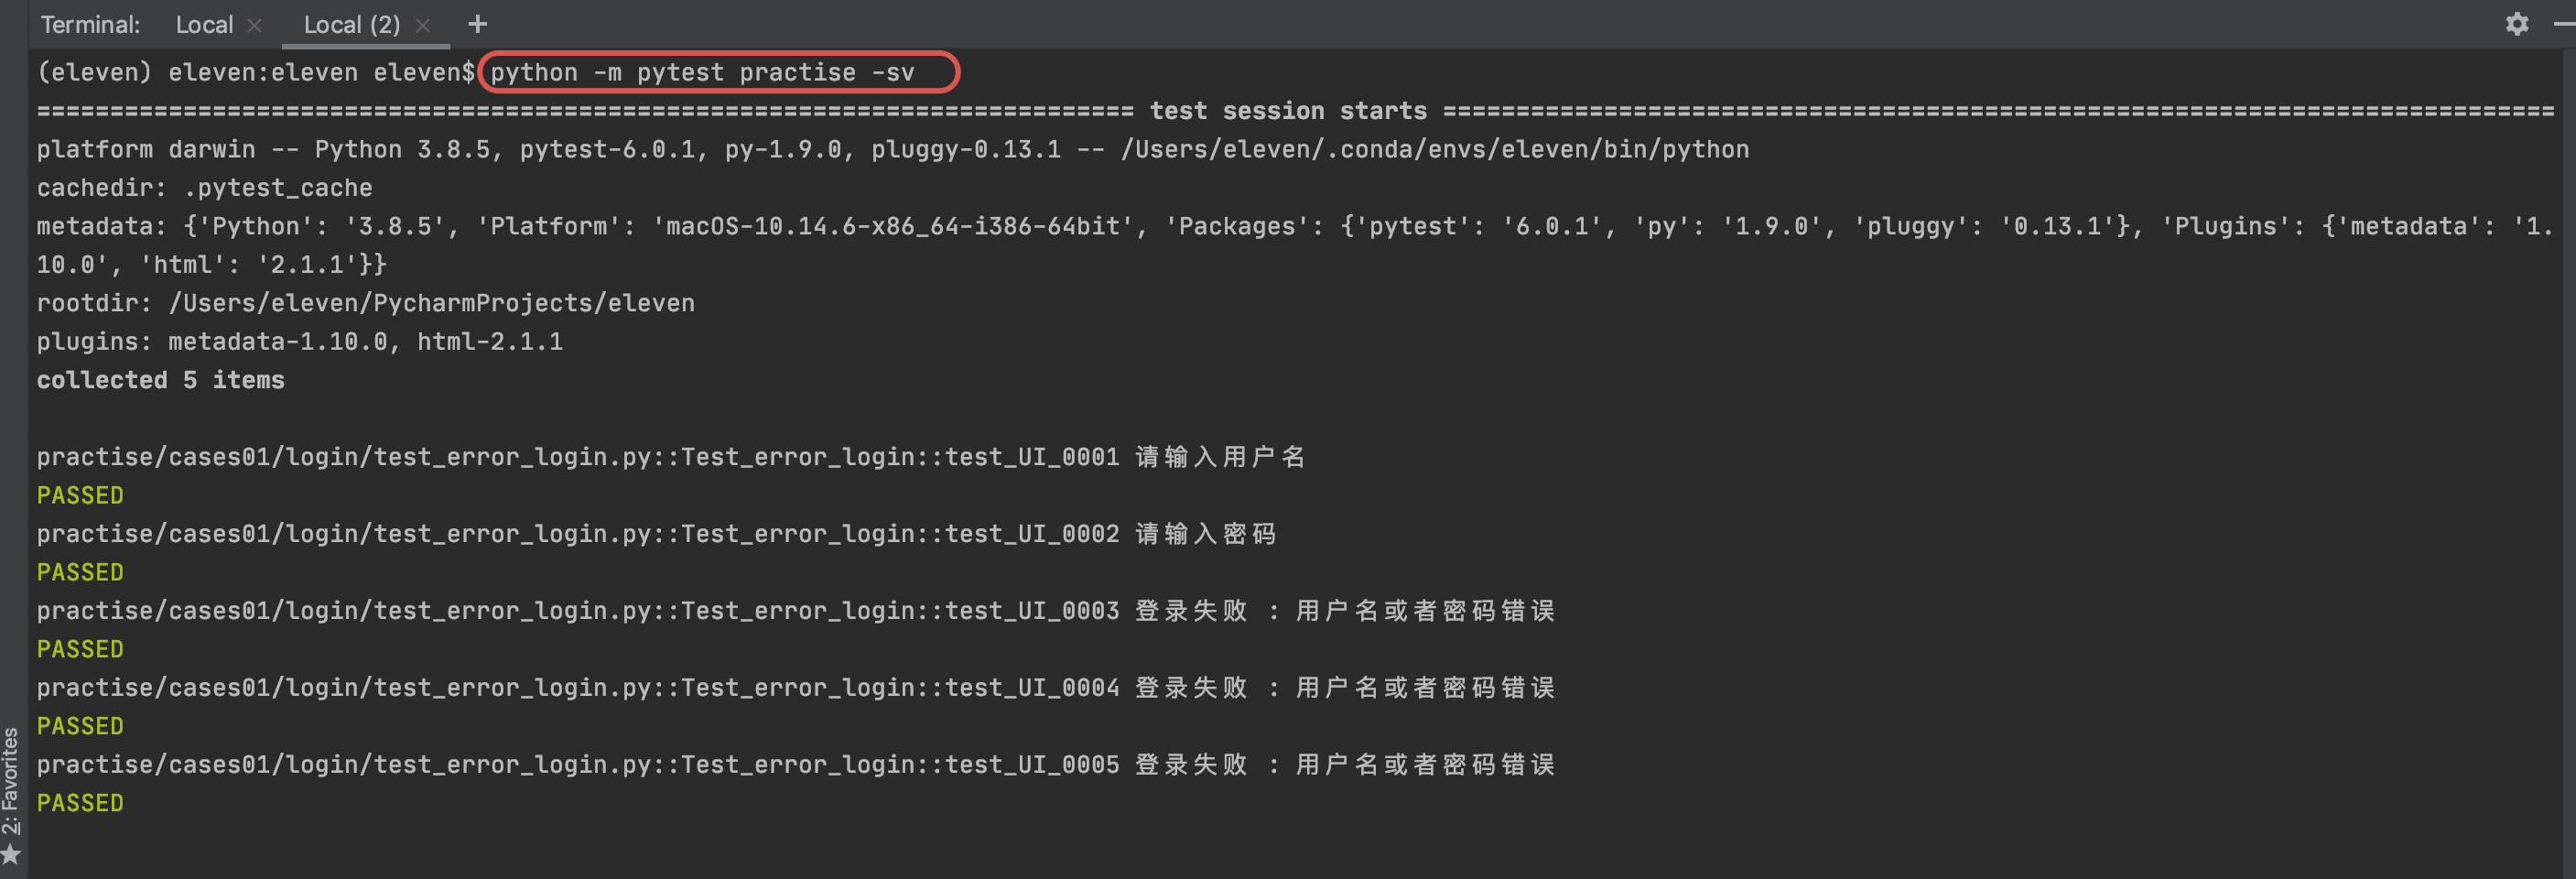 Terminal: Local × Local (2) × +
(eleven) eleven:eleven eleven$ python -m pytest practise -sv
=========================================================================== test session starts ============================================================================
platform darwin -- Python 3.8.5, pytest-6.0.1, py-1.9.0, pluggy-0.13.1 -- /Users/eleven/.conda/envs/eleven/bin/python
cachedir: .pytest_cache
metadata: {'Python': '3.8.5', 'Platform': 'macOS-10.14.6-x86_64-i386-64bit', 'Packages': {'pytest': '6.0.1', 'py': '1.9.0', 'pluggy': '0.13.1'}, 'Plugins': {'metadata': '1.
10.0', 'html': '2.1.1'}}
rootdir: /Users/eleven/PycharmProjects/eleven
plugins: metadata-1.10.0, html-2.1.1
collected 5 items
practise/cases01/login/test_error_login.py::Test_error_login::test_UI_0001 请输入用户名
PASSED
practise/cases01/login/test_error_login.py::Test_error_login::test_UI_0002 请输入密码
PASSED
practise/cases01/login/test_error_login.py::Test_error_login::test_UI_0003 登录失败 : 用户名或者密码错误
PASSED
practise/cases01/login/test_error_login.py::Test_error_login::test_UI_0004 登录失败 : 用户名或者密码错误
PASSED
practise/cases01/login/test_error_login.py::Test_error_login::test_UI_0005 登录失败 : 用户名或者密码错误
PASSED
2: Favorites